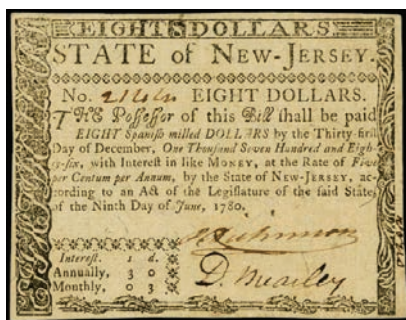 EIGHT DOLLARS.
STATE of NEW-JERSEY.
No. EIGHT DOLLARS.
THE Poſſeſſor of this Bill ſhall be paid
EIGHT Spaniſh milled DOLLARS by the Thirty-firſt
Day of December, One Thouſand Seven Hundred and Eigh-
ty-ſix, with Intereſt in like MONEY, at the Rate of Five
per Centum per Annum, by the State of NEW-JERSEY, ac-
cording to an Act of the Legiſlature of the ſaid State,
of the Ninth Day of June, 1780.
Intereſt. s d.
Annually, 3 0
Monthly, 0 3
D. Brearley